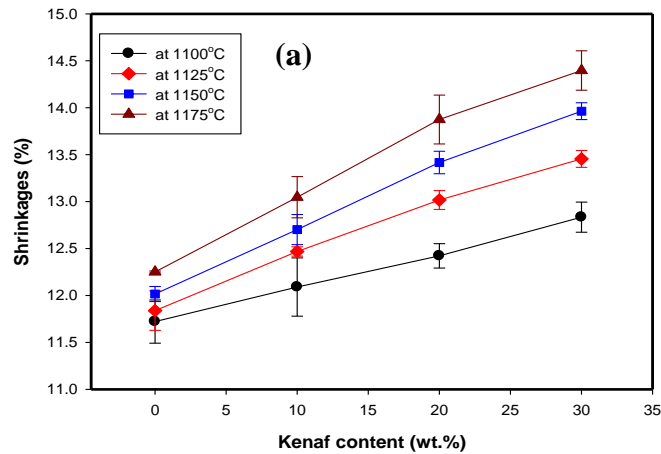 15.0
14.5
14.0
13.5
13.0
12.5
12.0
11.5
11.0
Shrinkages (%)
(a)
at 1100°C
at 1125°C
at 1150°C
at 1175°C
0 5 10 15 20 25 30 35
Kenaf content (wt.%)